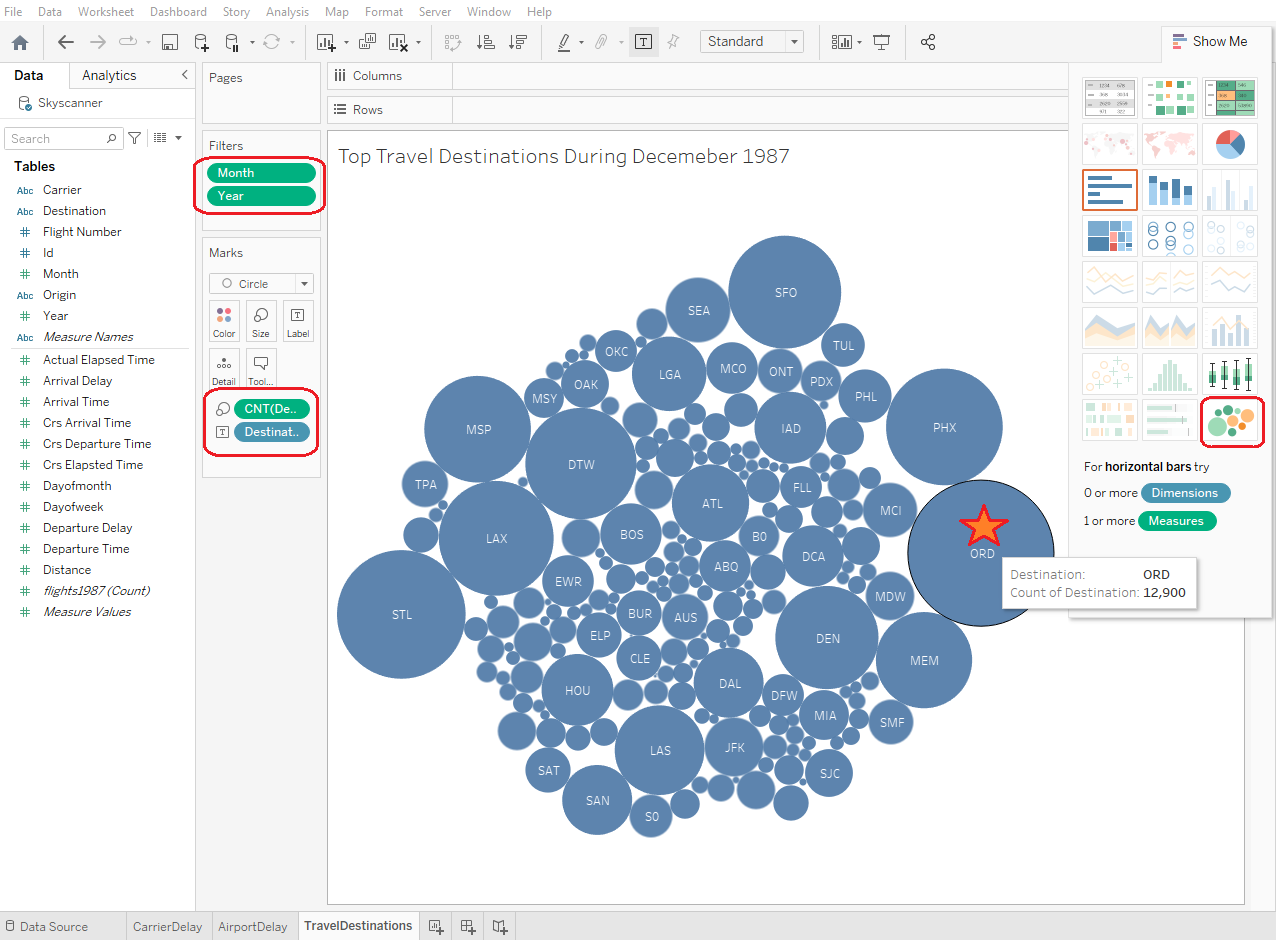 File Data Worksheet Dashboard Story Analysis Map Format Server Window Help
Standard
Show Me
Data Analytics
Skyscanner
Search
Tables
Abc Carrier
Abc Destination
# Flight Number
# Id
# Month
Abc Origin
# Year
Abc Measure Names
# Actual Elapsed Time
# Arrival Delay
# Arrival Time
# Crs Arrival Time
# Crs Departure Time
# Crs Elapsted Time
# Dayofmonth
# Dayofweek
# Departure Delay
# Departure Time
# Distance
# flights1987 (Count)
# Measure Values
Pages
Filters
Month
Year
Marks
Circle
Color Size Label
Detail Tool...
CNT(De..
Destinat..
Columns
Rows
Top Travel Destinations During Decemeber 1987
SFO
SEA
TUL
OKC
MCO
ONT
LGA
PDX
OAK
PHL
MSY
PHX
IAD
MSP
DTW
TPA
FLL
ATL
MCI
BOS
B0
LAX
ORD
DCA
ABQ
EWR
MDW
STL
BUR
AUS
ELP
DEN
CLE
MEM
DAL
HOU
DFW
MIA
SMF
JFK
LAS
SAT
SJC
SAN
S0
Destination: ORD
Count of Destination: 12,900
For horizontal bars try
0 or more Dimensions
1 or more Measures
Data Source CarrierDelay AirportDelay TravelDestinations